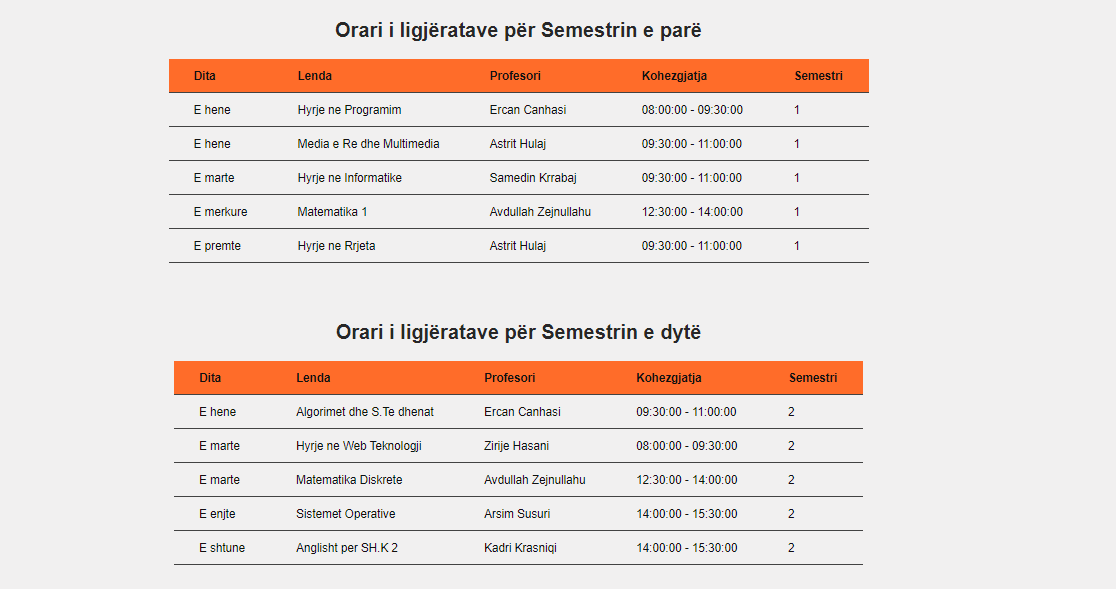 Orari i ligjëratave për Semestrin e parë
Dita Lenda Profesori Kohezgjatja Semestri
E hene Hyrje ne Programim Ercan Canhasi 08:00:00 - 09:30:00 1
E hene Media e Re dhe Multimedia Astrit Hulaj 09:30:00 - 11:00:00 1
E marte Hyrje ne Informatike Samedin Krrabaj 09:30:00 - 11:00:00 1
E merkure Matematika 1 Avdullah Zejnullahu 12:30:00 - 14:00:00 1
E premte Hyrje ne Rrjeta Astrit Hulaj 09:30:00 - 11:00:00 1
Orari i ligjëratave për Semestrin e dytë
Dita Lenda Profesori Kohezgjatja Semestri
E hene Algorimet dhe S.Te dhenat Ercan Canhasi 09:30:00 - 11:00:00 2
E marte Hyrje ne Web Teknologji Zirije Hasani 08:00:00 - 09:30:00 2
E marte Matematika Diskrete Avdullah Zejnullahu 12:30:00 - 14:00:00 2
E enjte Sistemet Operative Arsim Susuri 14:00:00 - 15:30:00 2
E shtune Anglisht per SH.K 2 Kadri Krasniqi 14:00:00 - 15:30:00 2